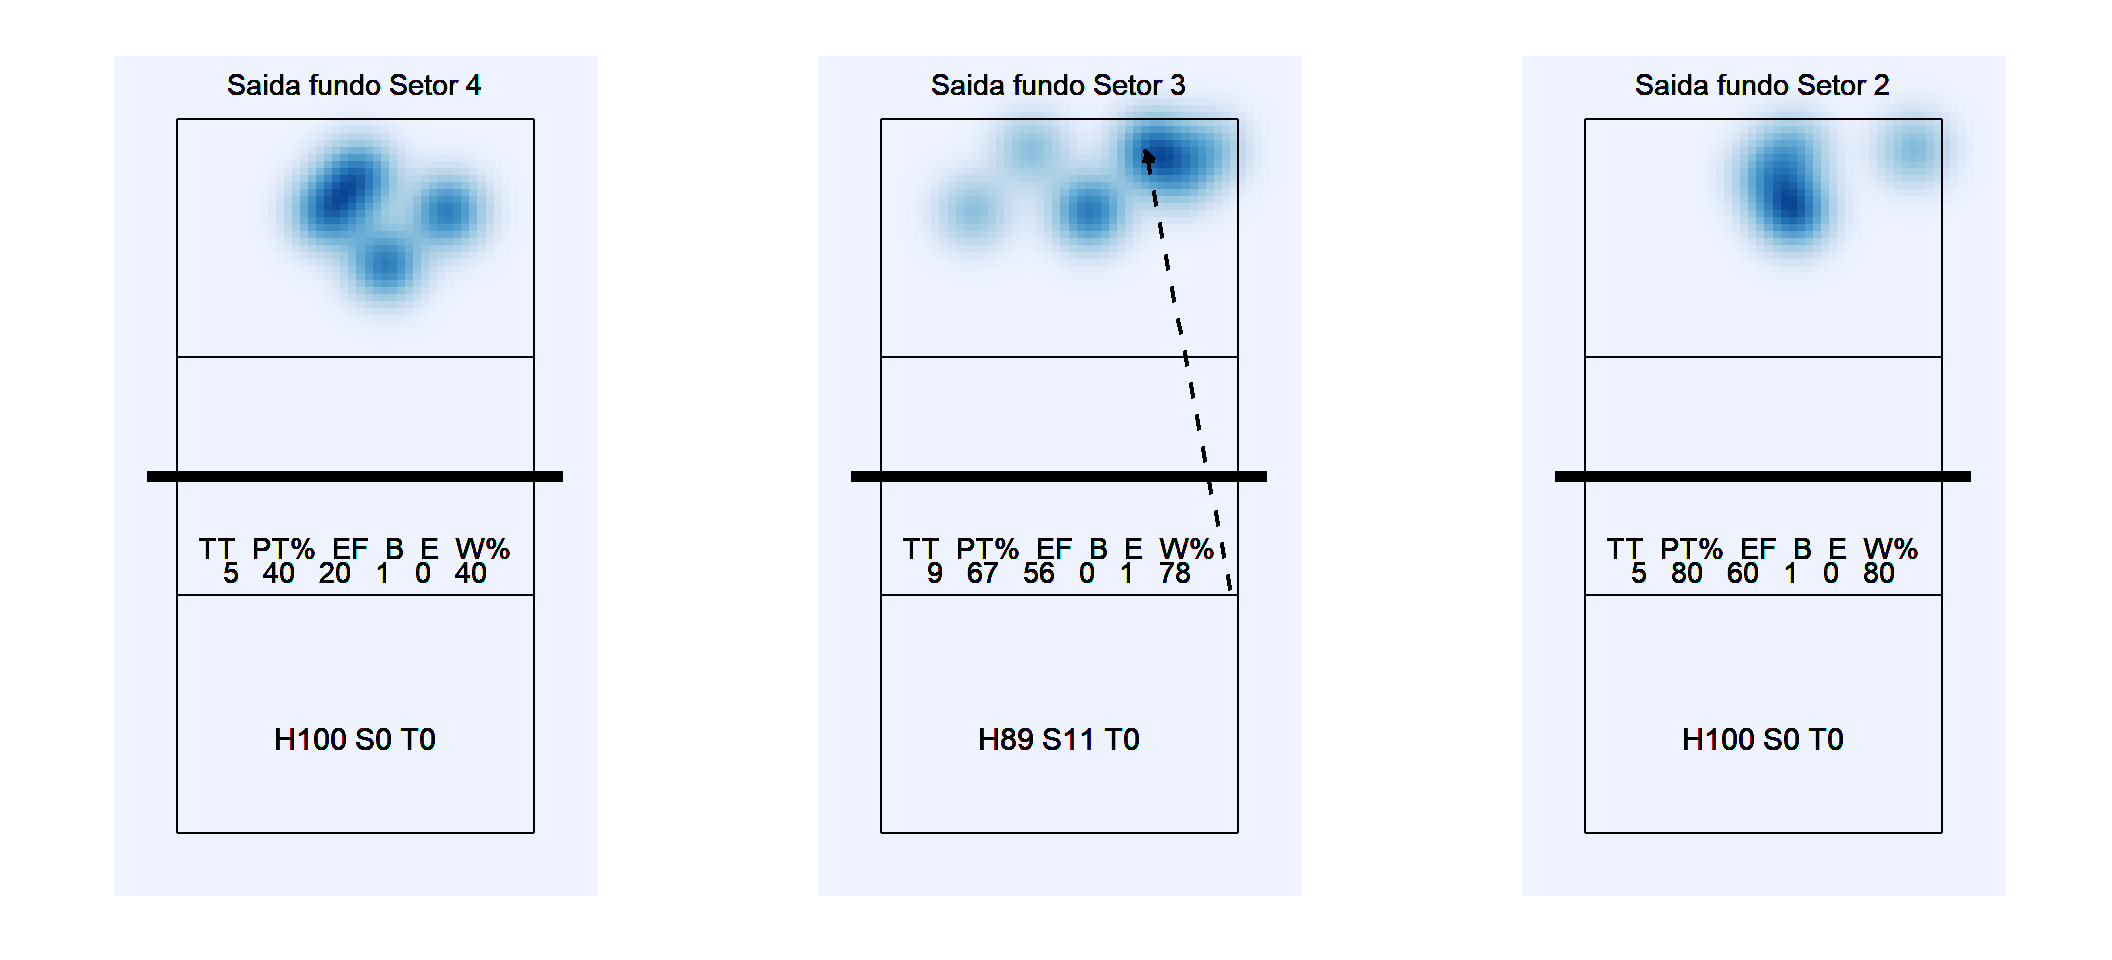 Saida fundo Setor 4
TT PT% EF B E W%
5 40 20 1 0 40
H100 S0 T0
Saida fundo Setor 3
TT PT% EF B E W%
9 67 56 0 1 78
H89 S11 T0
Saida fundo Setor 2
TT PT% EF B E W%
5 80 60 1 0 80
H100 S0 T0